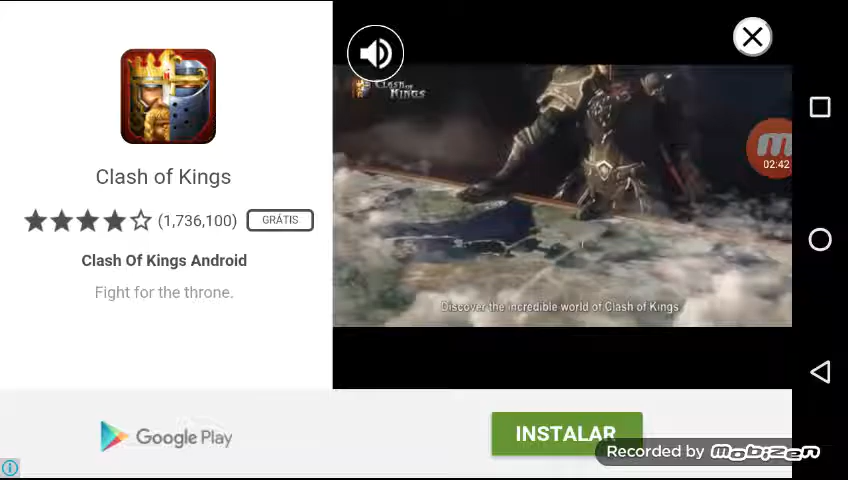 CLASH OF
KINGS
02:42
Clash of Kings
(1,736,100) GRÁTIS
Clash Of Kings Android
Fight for the throne.
Discover the incredible world of Clash of Kings
Google Play
INSTALAR
Recorded by mobizen